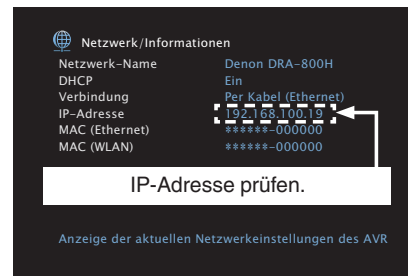 Netzwerk/Informationen
Netzwerk-Name Denon DRA-800H
DHCP Ein
Verbindung Per Kabel (Ethernet)
IP-Adresse 192.168.100.19
MAC (Ethernet) ******-000000
MAC (WLAN) ******-000000
IP-Adresse prüfen.
Anzeige der aktuellen Netzwerkeinstellungen des AVR